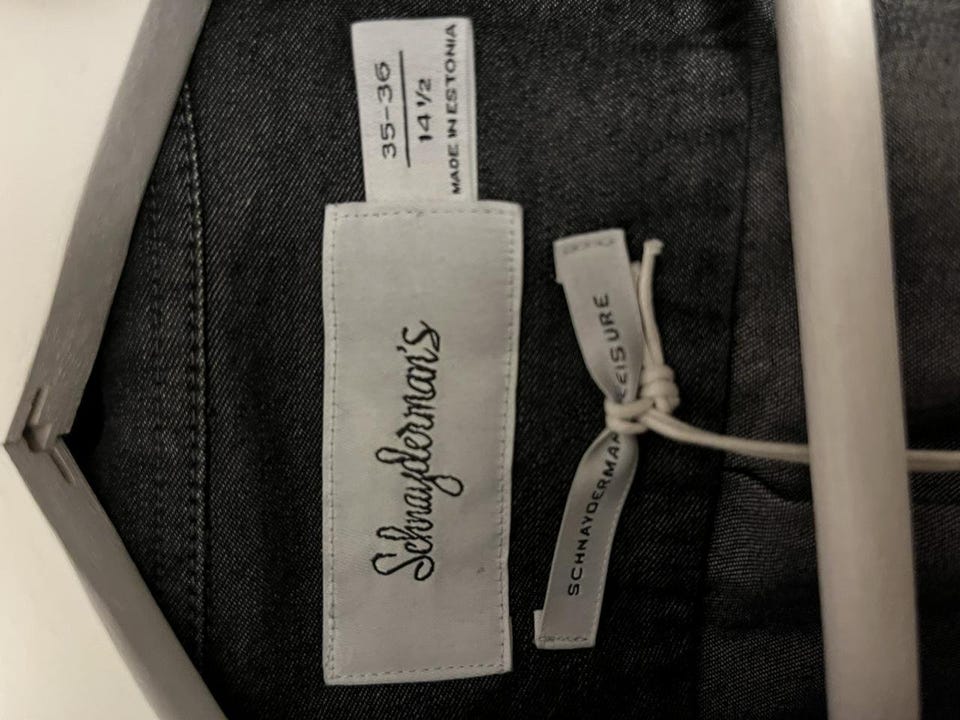 35-36
14 1/2
MADE IN ESTONIA
Schnayderman's
SCHNAYDERMAN LEISURE